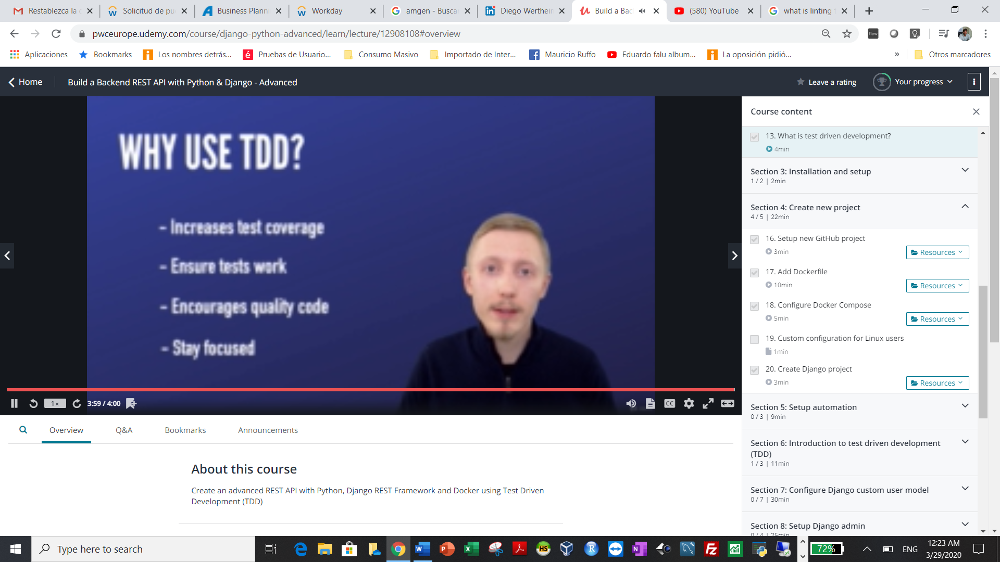 Restablezca la c
Solicitud de pu
Business Planni
Workday
amgen - Busca
Diego Werthein
Build a Bac
(580) YouTube
what is linting
pwceurope.udemy.com/course/django-python-advanced/learn/lecture/12908108#overview
Aplicaciones
Bookmarks
Los nombres detrás...
Pruebas de Usuario...
Consumo Masivo
Importado de Inter...
Mauricio Ruffo
Eduardo falu album...
La oposición pidió...
»
Otros marcadores
Home
Build a Backend REST API with Python & Django - Advanced
Leave a rating
Your progress
WHY USE TDD?
- Increases test coverage
- Ensure tests work
- Encourages quality code
- Stay focused
1×
3:59 / 4:00
CC
Course content
13. What is test driven development?
4min
Section 3: Installation and setup
1 / 2 | 2min
Section 4: Create new project
4 / 5 | 22min
16. Setup new GitHub project
3min
Resources
17. Add Dockerfile
10min
Resources
18. Configure Docker Compose
5min
Resources
19. Custom configuration for Linux users
1min
20. Create Django project
3min
Resources
Section 5: Setup automation
0 / 3 | 9min
Section 6: Introduction to test driven development
(TDD)
1 / 3 | 11min
Section 7: Configure Django custom user model
0 / 7 | 30min
Section 8: Setup Django admin
0 / 4 | 25min
Overview
Q&A
Bookmarks
Announcements
About this course
Create an advanced REST API with Python, Django REST Framework and Docker using Test Driven
Development (TDD)
Type here to search
72%
ENG
12:23 AM
3/29/2020